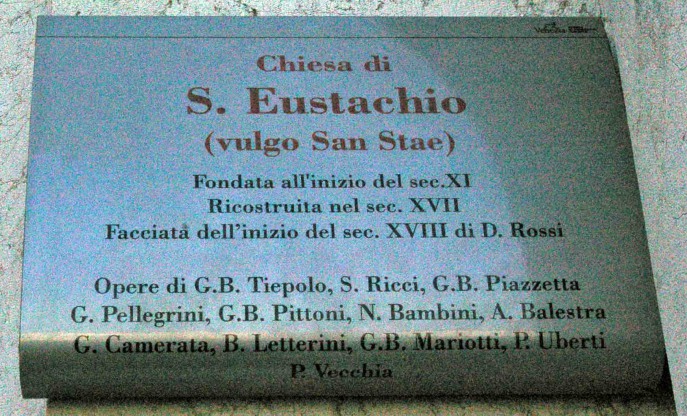 Chiesa di
S. Eustachio
(vulgo San Stae)
Fondata all'inizio del sec.XI
Ricostruita nel sec. XVII
Facciata dell'inizio del sec. XVIII di D. Rossi
Opere di G.B. Tiepolo, S. Ricci, G.B. Piazzetta
G. Pellegrini, G.B. Pittoni, N. Bambini, A. Balestra
G. Camerata, B. Letterini, G.B. Mariotti, P. Uberti
P. Vecchia